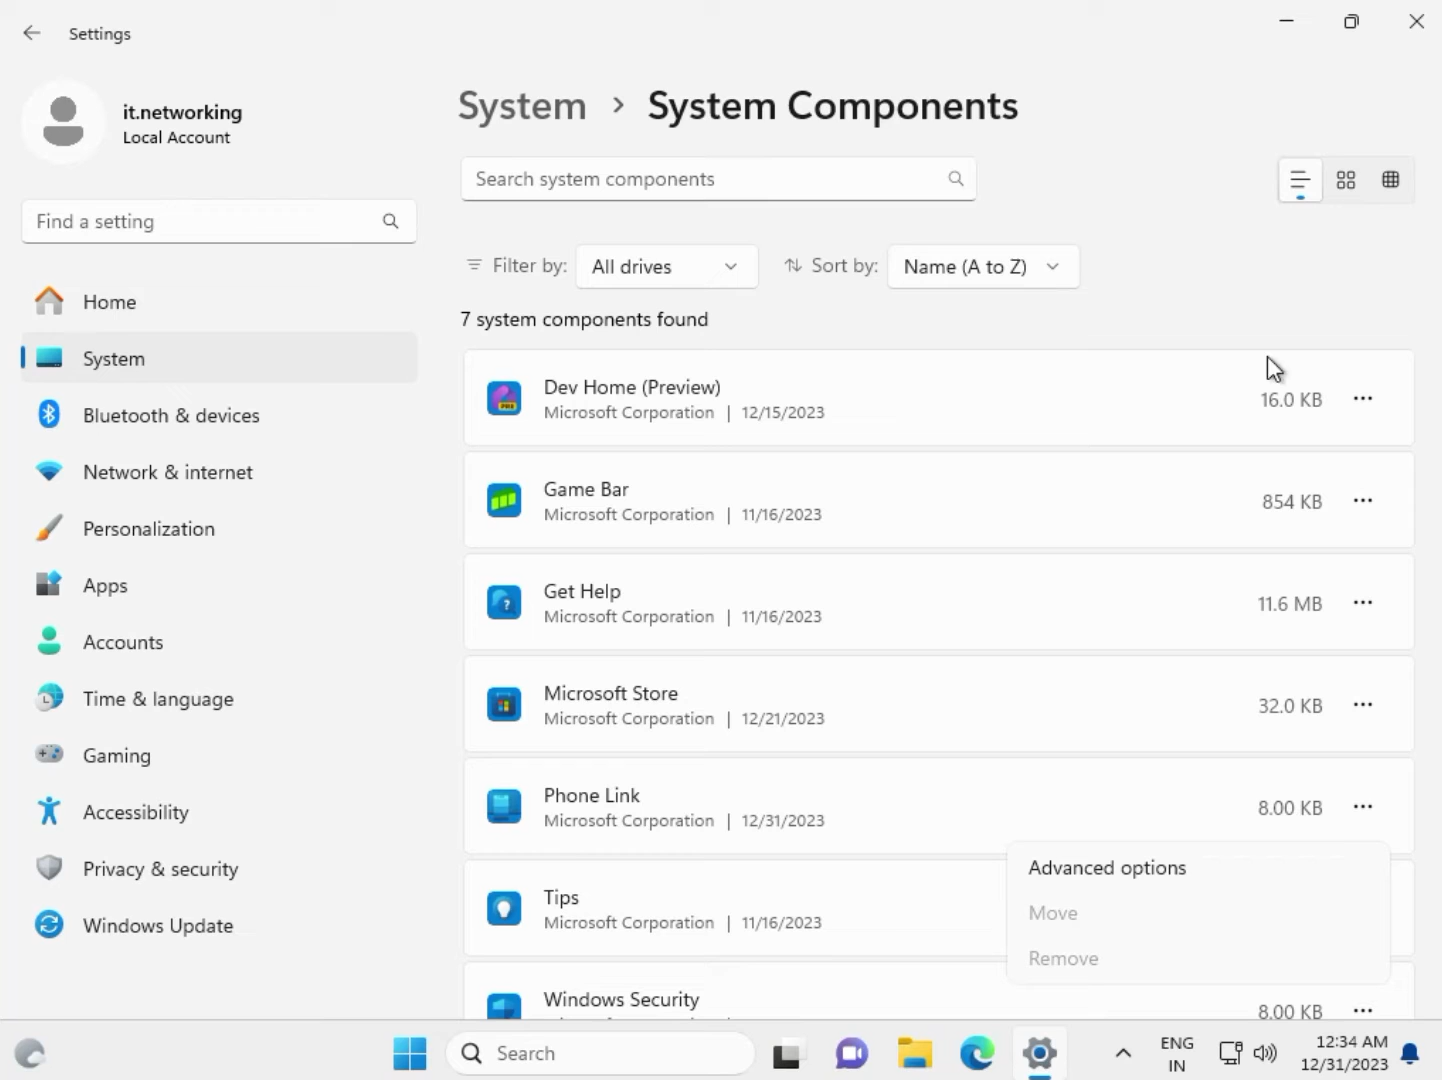 Settings
it.networking
Local Account
Find a setting
Home
System
Bluetooth & devices
Network & internet
Personalization
Apps
Accounts
Time & language
Gaming
Accessibility
Privacy & security
Windows Update
System > System Components
Search system components
Filter by: All drives Sort by: Name (A to Z)
7 system components found
Dev Home (Preview)
Microsoft Corporation | 12/15/2023
16.0 KB
Game Bar
Microsoft Corporation | 11/16/2023
854 KB
Get Help
Microsoft Corporation | 11/16/2023
11.6 MB
Microsoft Store
Microsoft Corporation | 12/21/2023
32.0 KB
Phone Link
Microsoft Corporation | 12/31/2023
8.00 KB
Tips
Microsoft Corporation | 11/16/2023
Advanced options
Move
Remove
Windows Security
8.00 KB
Search
ENG
IN
12:34 AM
12/31/2023